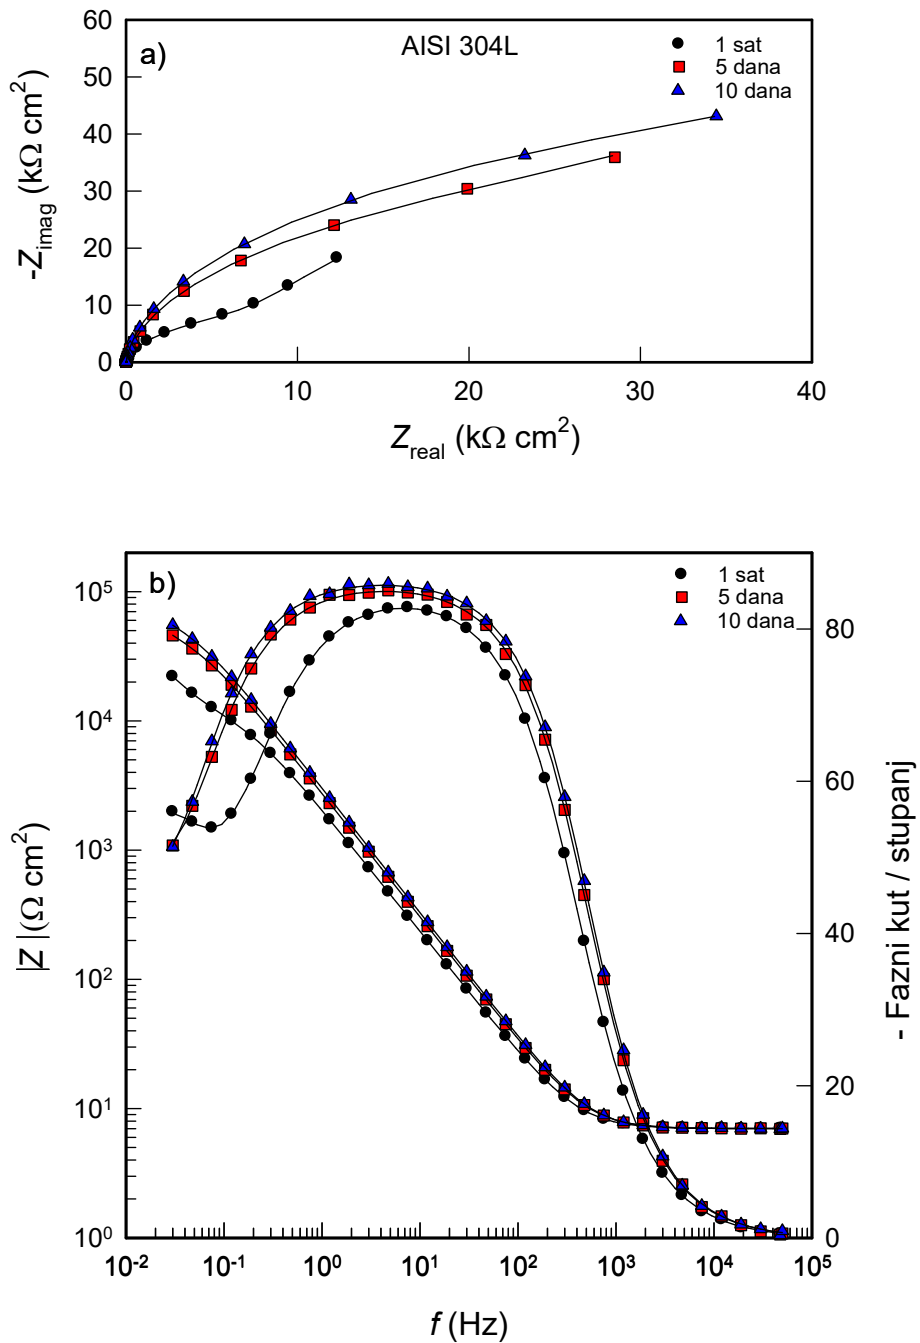 a)
AISI 304L
1 sat
5 dana
10 dana
60
50
40
30
20
10
0
-Z_imag (kΩ cm²)
0 10 20 30 40
Z_real (kΩ cm²)
b)
1 sat
5 dana
10 dana
10⁵
10⁴
10³
10²
10¹
10⁰
|Z| (Ω cm²)
80
60
40
20
0
- Fazni kut / stupanj
10⁻² 10⁻¹ 10⁰ 10¹ 10² 10³ 10⁴ 10⁵
f (Hz)